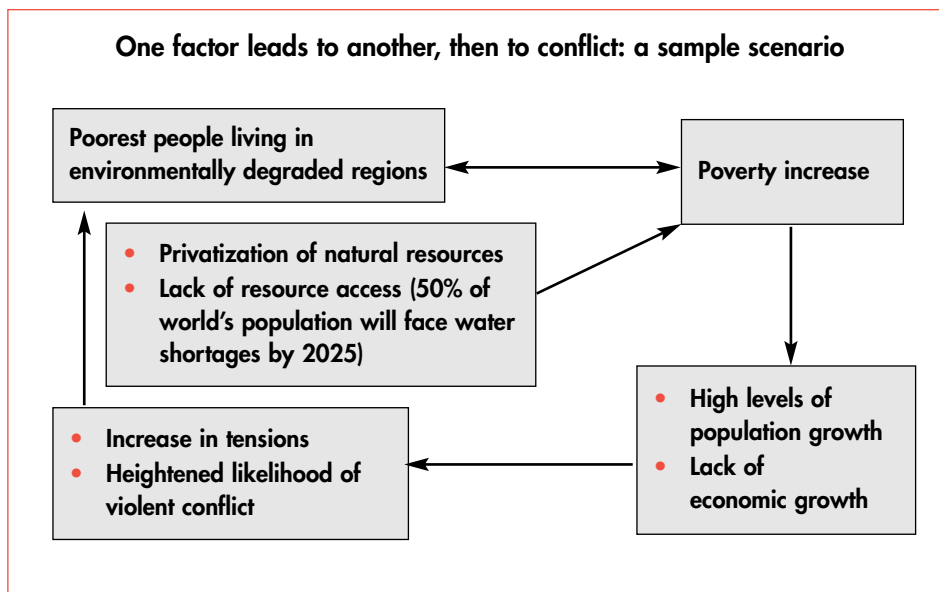 One factor leads to another, then to conflict: a sample scenario
Poorest people living in
environmentally degraded regions
Poverty increase
• Privatization of natural resources
• Lack of resource access (50% of
world’s population will face water
shortages by 2025)
• High levels of
population growth
• Lack of
economic growth
• Increase in tensions
• Heightened likelihood of
violent conflict